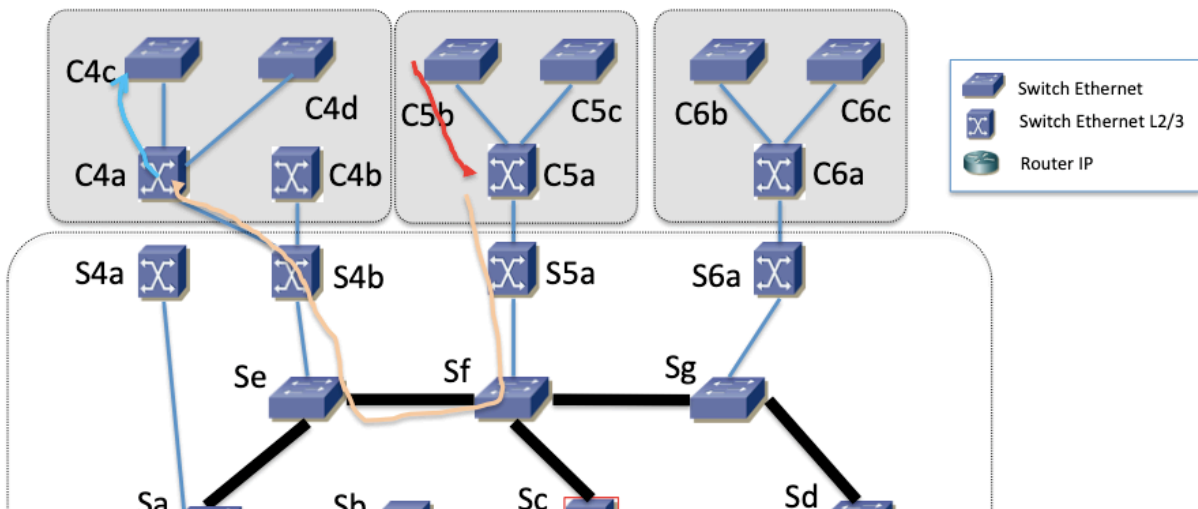 C4c
C4d
C5b
C5c
C6b
C6c
Switch Ethernet
Switch Ethernet L2/3
Router IP
C4a
C4b
C5a
C6a
S4a
S4b
S5a
S6a
Se
Sf
Sg
Sa
Sb
Sc
Sd